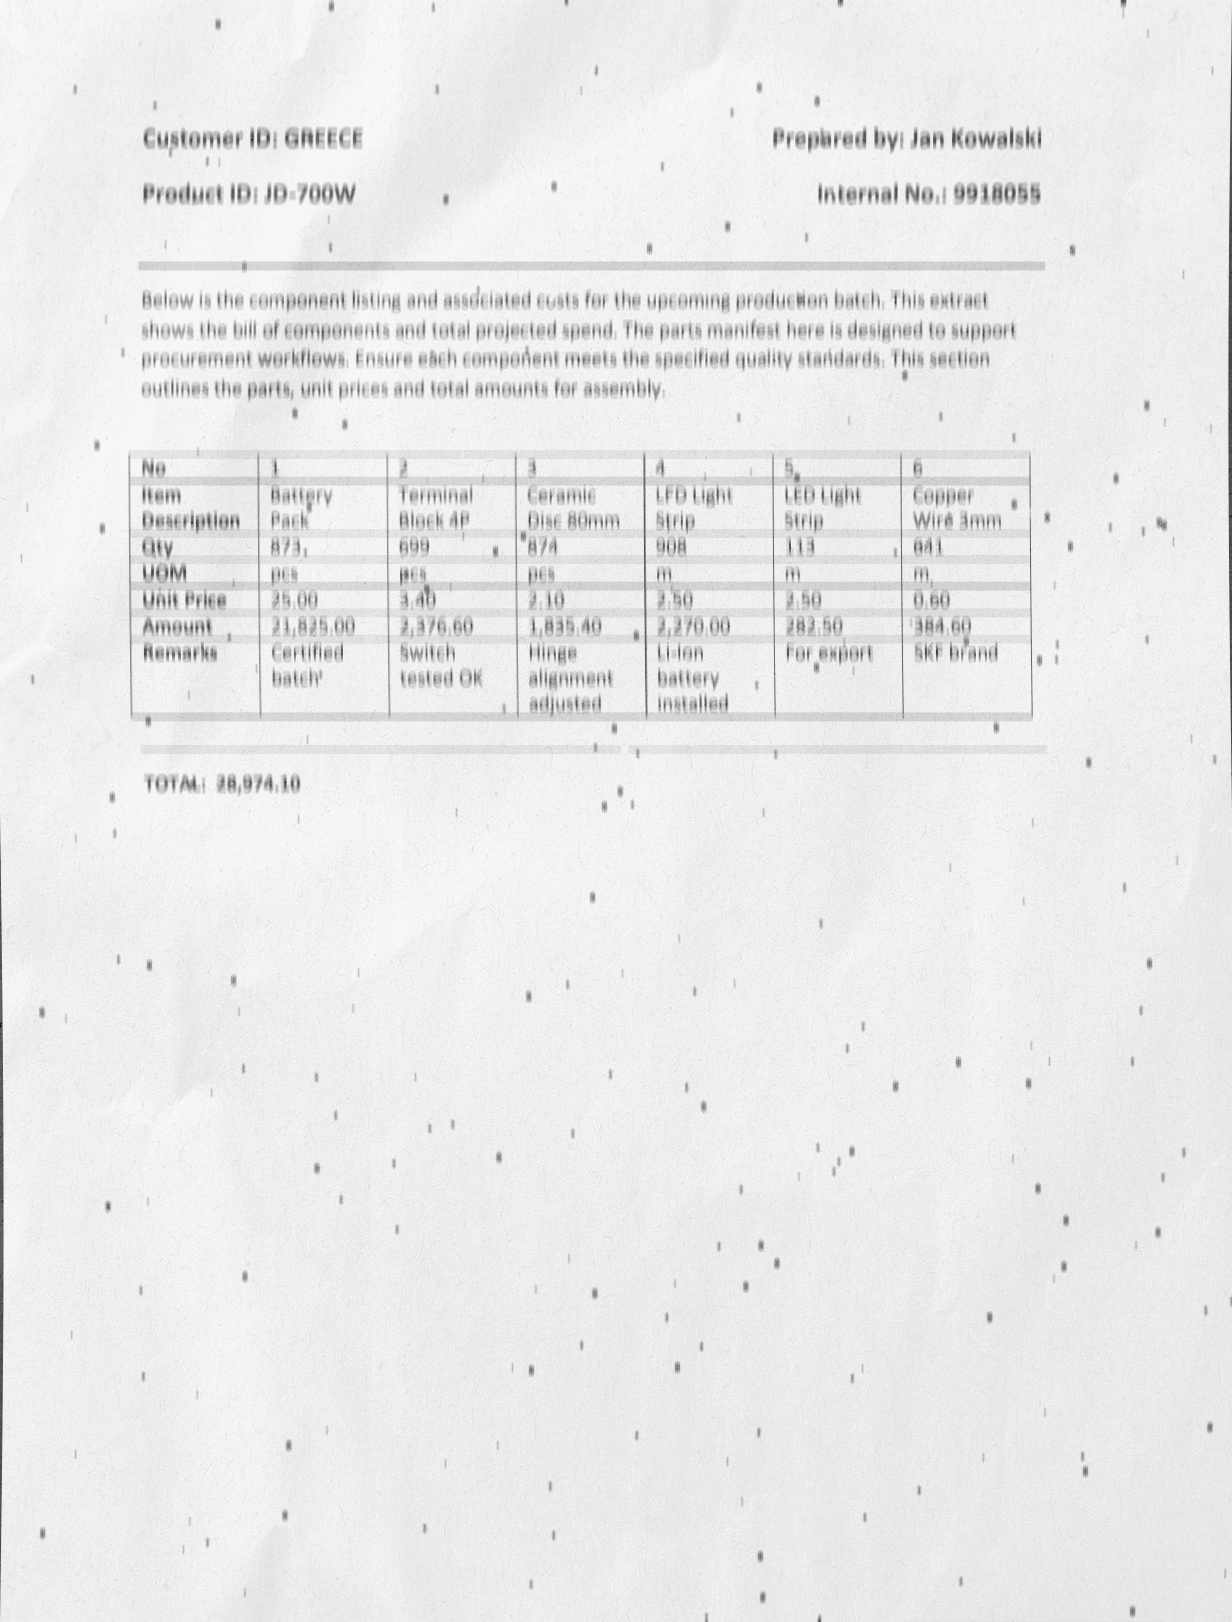 Customer ID: GREECE Prepared by: Jan Kowalski
Product ID: JD-700W Internal No.: 9918055
Below is the component listing and associated costs for the upcoming production batch. This extract
shows the bill of components and total projected spend. The parts manifest here is designed to support
procurement workflows. Ensure each component meets the specified quality standards. This section
outlines the parts, unit prices and total amounts for assembly.
No 1 2 3 4 5 6
Item Battery Terminal Ceramic LED Light LED Light Copper
Description Pack Block 4P Disc 80mm Strip Strip Wire 3mm
Qty 873 699 874 908 113 641
UOM pcs pcs pcs m m m
Unit Price 25.00 3.40 2.10 2.50 2.50 0.60
Amount 21,825.00 2,376.60 1,835.40 2,270.00 282.50 384.60
Remarks Certified Switch Hinge Li-Ion For export SKF brand
batch tested OK alignment battery
adjusted installed
TOTAL: 28,974.10